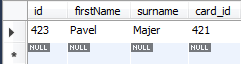 id firstName surname card_id
423 Pavel Majer 421
NULL NULL NULL NULL